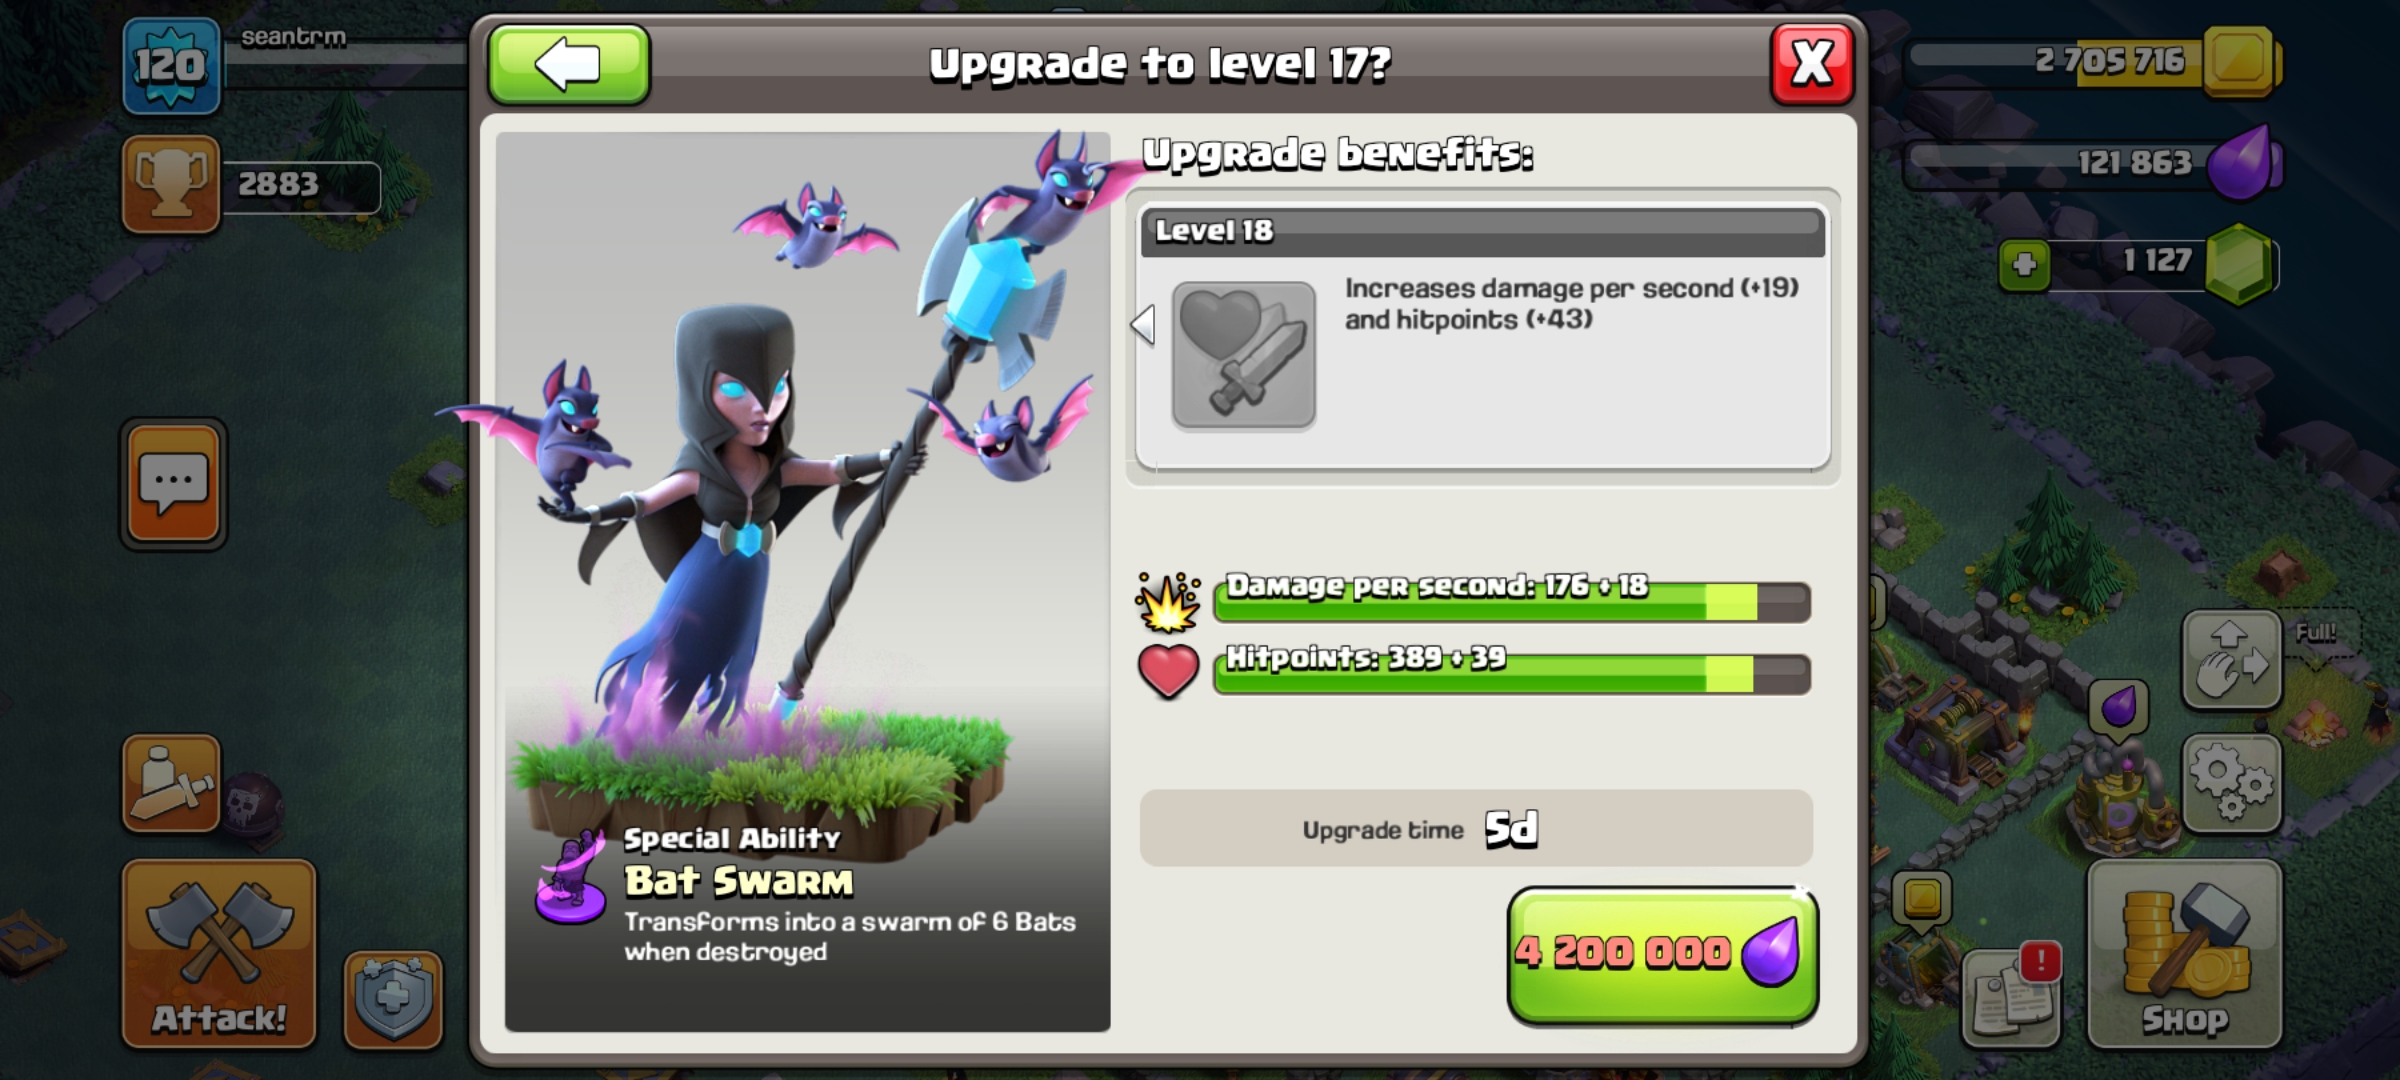 120
seantrm
Upgrade to level 17?
X
2 705 716
2883
121 863
1 127
Upgrade benefits:
Level 18
Increases damage per second (+19)
and hitpoints (+43)
Damage per second: 176 + 18
Hitpoints: 389 + 39
Full!
Upgrade time 5d
Special Ability
Bat Swarm
Transforms into a swarm of 6 Bats
when destroyed
4 200 000
Attack!
!
Shop